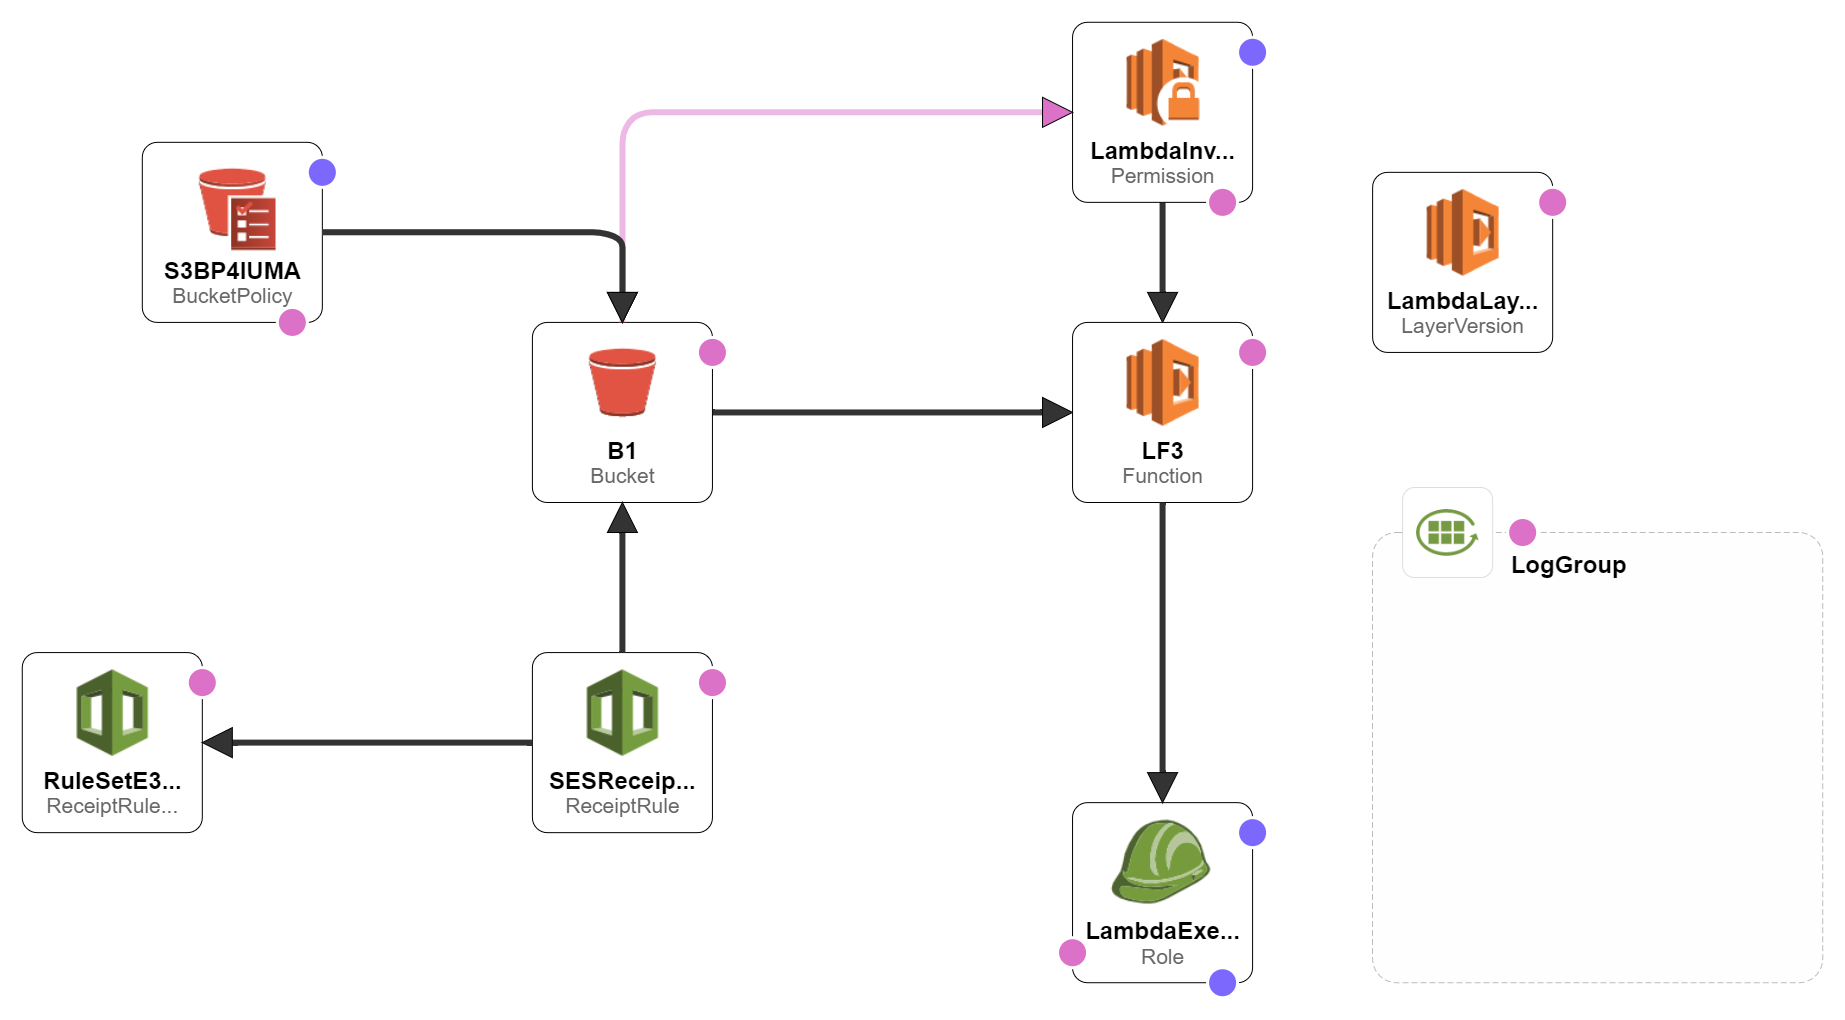 LambdaInv...
Permission
S3BP4IUMA
BucketPolicy
LambdaLay...
LayerVersion
B1
Bucket
LF3
Function
LogGroup
RuleSetE3...
ReceiptRule...
SESReceip...
ReceiptRule
LambdaExe...
Role